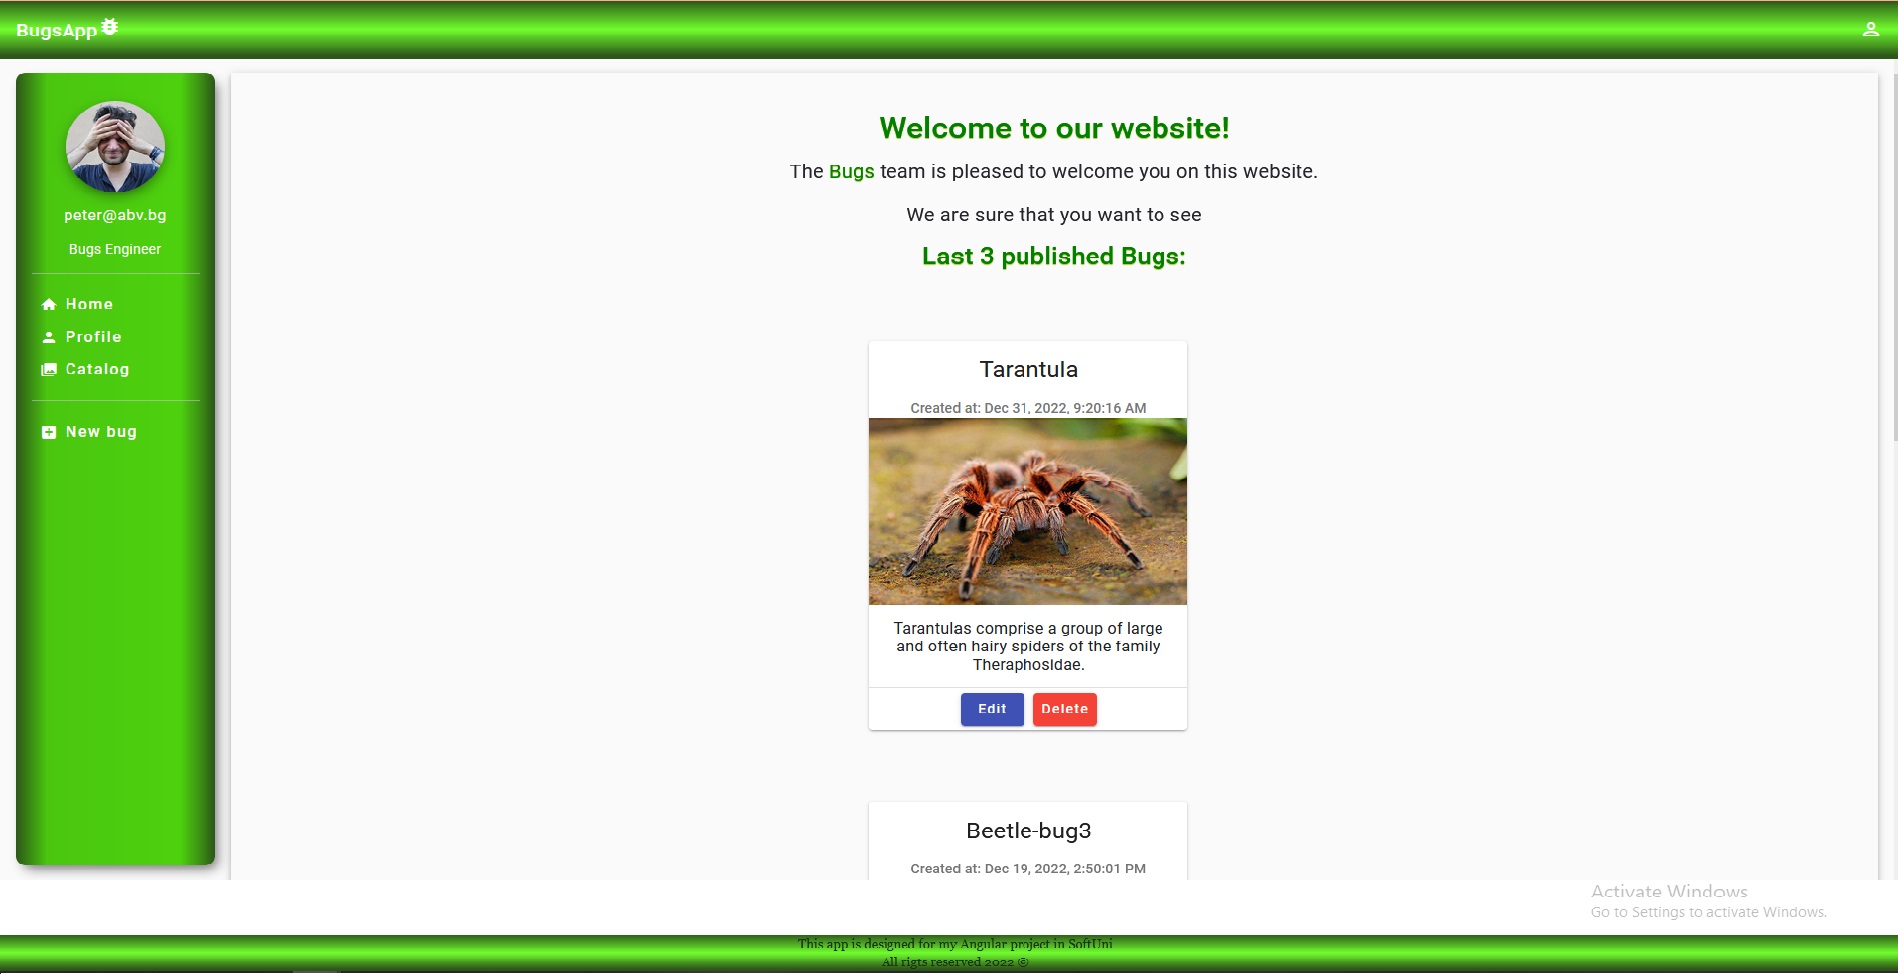 BugsApp
peter@abv.bg
Bugs Engineer
Home
Profile
Catalog
New bug
Welcome to our website!
The Bugs team is pleased to welcome you on this website.
We are sure that you want to see
Last 3 published Bugs:
Tarantula
Created at: Dec 31, 2022, 9:20:16 AM
Tarantulas comprise a group of large
and often hairy spiders of the family
Theraphosidae.
Edit Delete
Beetle-bug3
Created at: Dec 19, 2022, 2:50:01 PM
Activate Windows
Go to Settings to activate Windows.
This app is designed for my Angular project in SoftUni
All rigts reserved 2022 ©